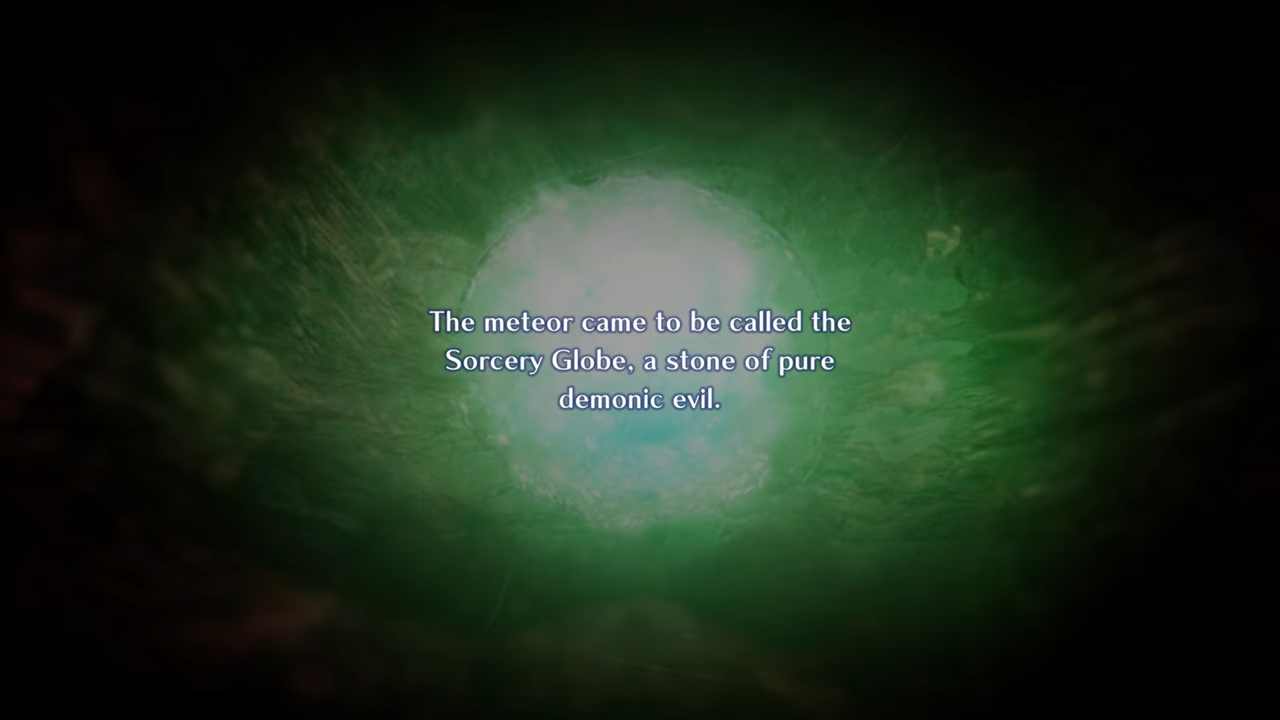 The meteor came to be called the
Sorcery Globe, a stone of pure
demonic evil.